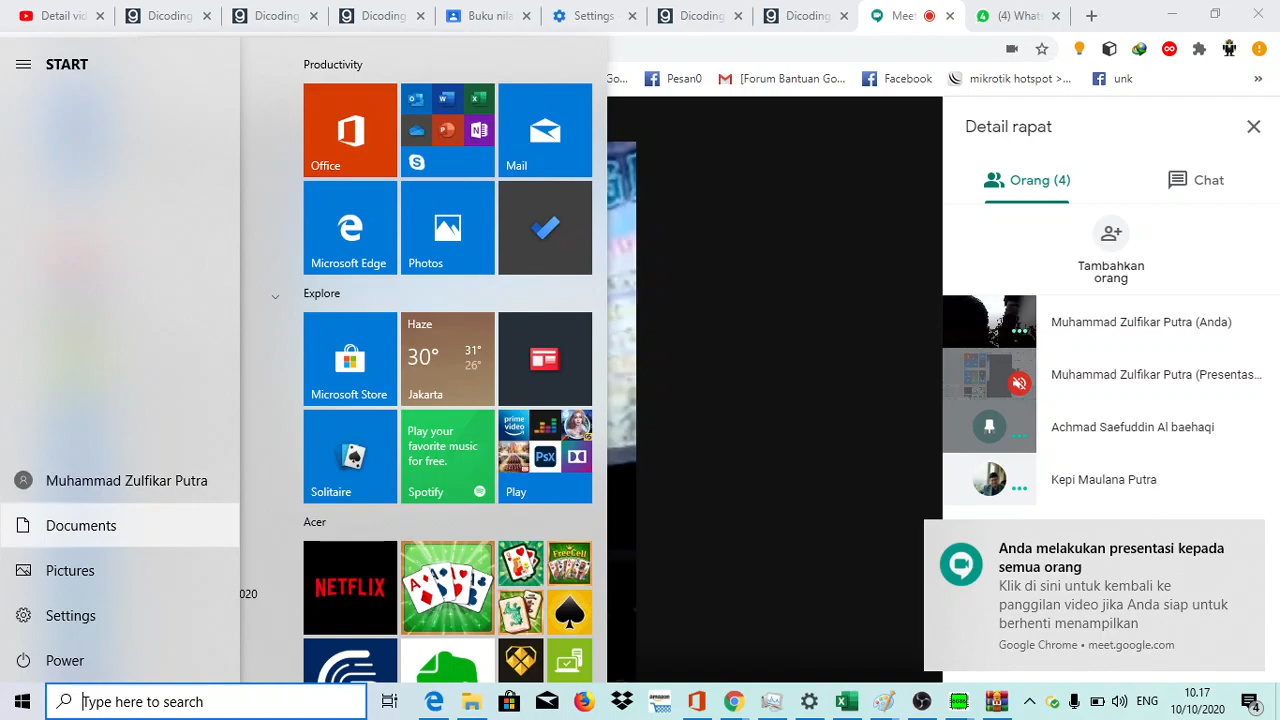 Detail vid
Dicoding
Dicoding
Dicoding
Buku nila
Settings
Dicoding
Dicoding
Meet
(4) What
START
Productivity
Office
Mail
Microsoft Edge
Photos
Explore
Microsoft Store
Haze
30°
31°
26°
Jakarta
Solitaire
Play your
favorite music
for free.
Spotify
prime video
PsX
Play
Acer
NETFLIX
FreeCell
Muhammad Zulfikar Putra
Documents
Pictures
Settings
Power
020
Go...
Pesan0
[Forum Bantuan Go...
Facebook
mikrotik hotspot >...
unk
»
Detail rapat
Orang (4)
Chat
Tambahkan
orang
Muhammad Zulfikar Putra (Anda)
Muhammad Zulfikar Putra (Presentas...
Achmad Saefuddin Al baehaqi
Kepi Maulana Putra
Anda melakukan presentasi kepada
semua orang
Klik di sini untuk kembali ke
panggilan video jika Anda siap untuk
berhenti menampilkan
Google Chrome • meet.google.com
Type here to search
amazon
ENG
10/10/2020
4